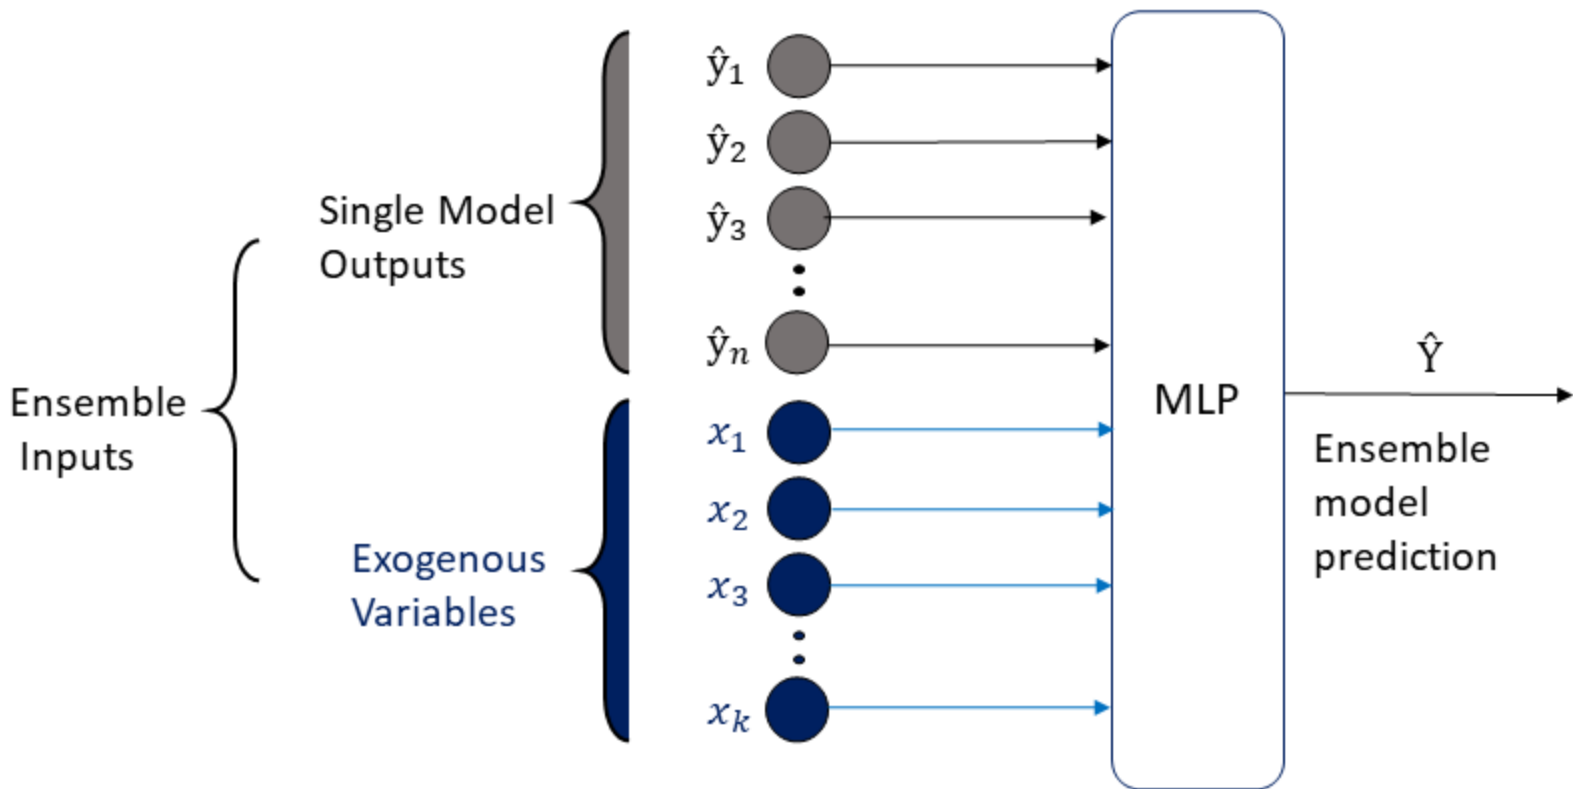 Ensemble
Inputs
Single Model
Outputs
Exogenous
Variables
ŷ₁
ŷ₂
ŷ₃
ŷₙ
x₁
x₂
x₃
xₖ
MLP
Ŷ
Ensemble
model
prediction